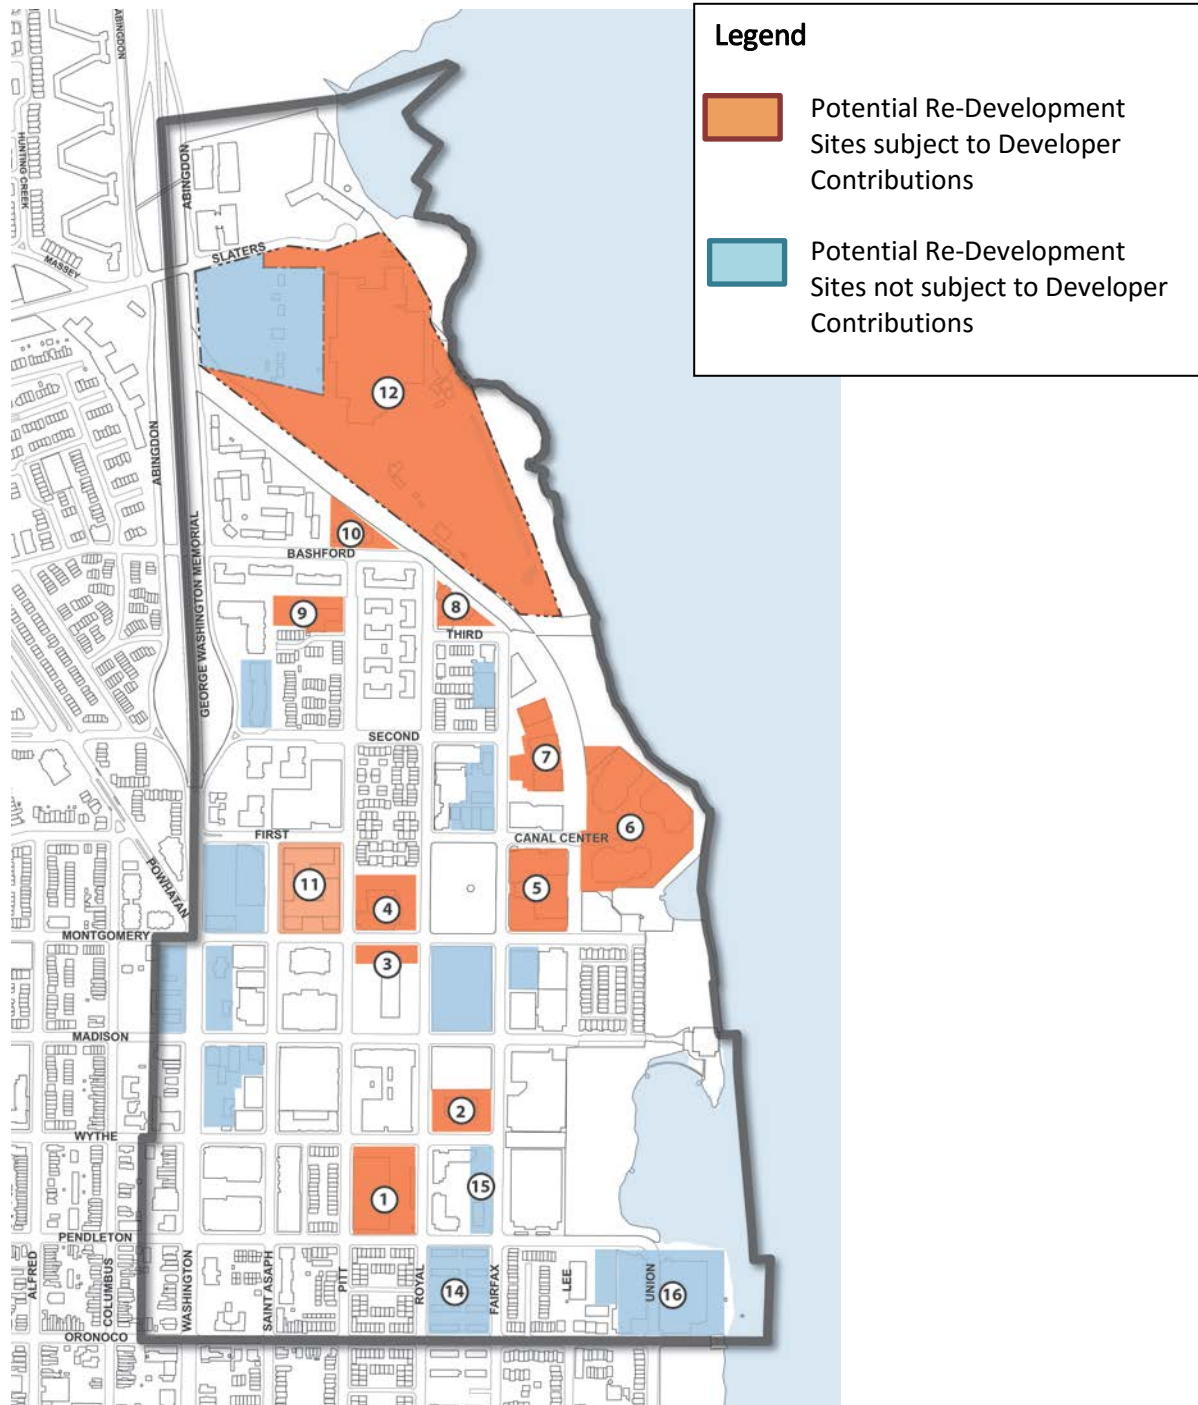 Legend
Potential Re-Development
Sites subject to Developer
Contributions
Potential Re-Development
Sites not subject to Developer
Contributions
ABINGDON
HUNTING CREEK
ABINGDON
MASSEY
SLATERS
12
ABINGDON
GEORGE WASHINGTON MEMORIAL
10
BASHFORD
9
8
THIRD
SECOND
7
6
FIRST
CANAL CENTER
POWHATAN
11
5
4
MONTGOMERY
3
MADISON
2
WYTHE
1
15
PENDLETON
ALFRED
COLUMBUS
WASHINGTON
SAINT ASAPH
PITT
ROYAL
14
FAIRFAX
LEE
UNION
16
ORONOCO